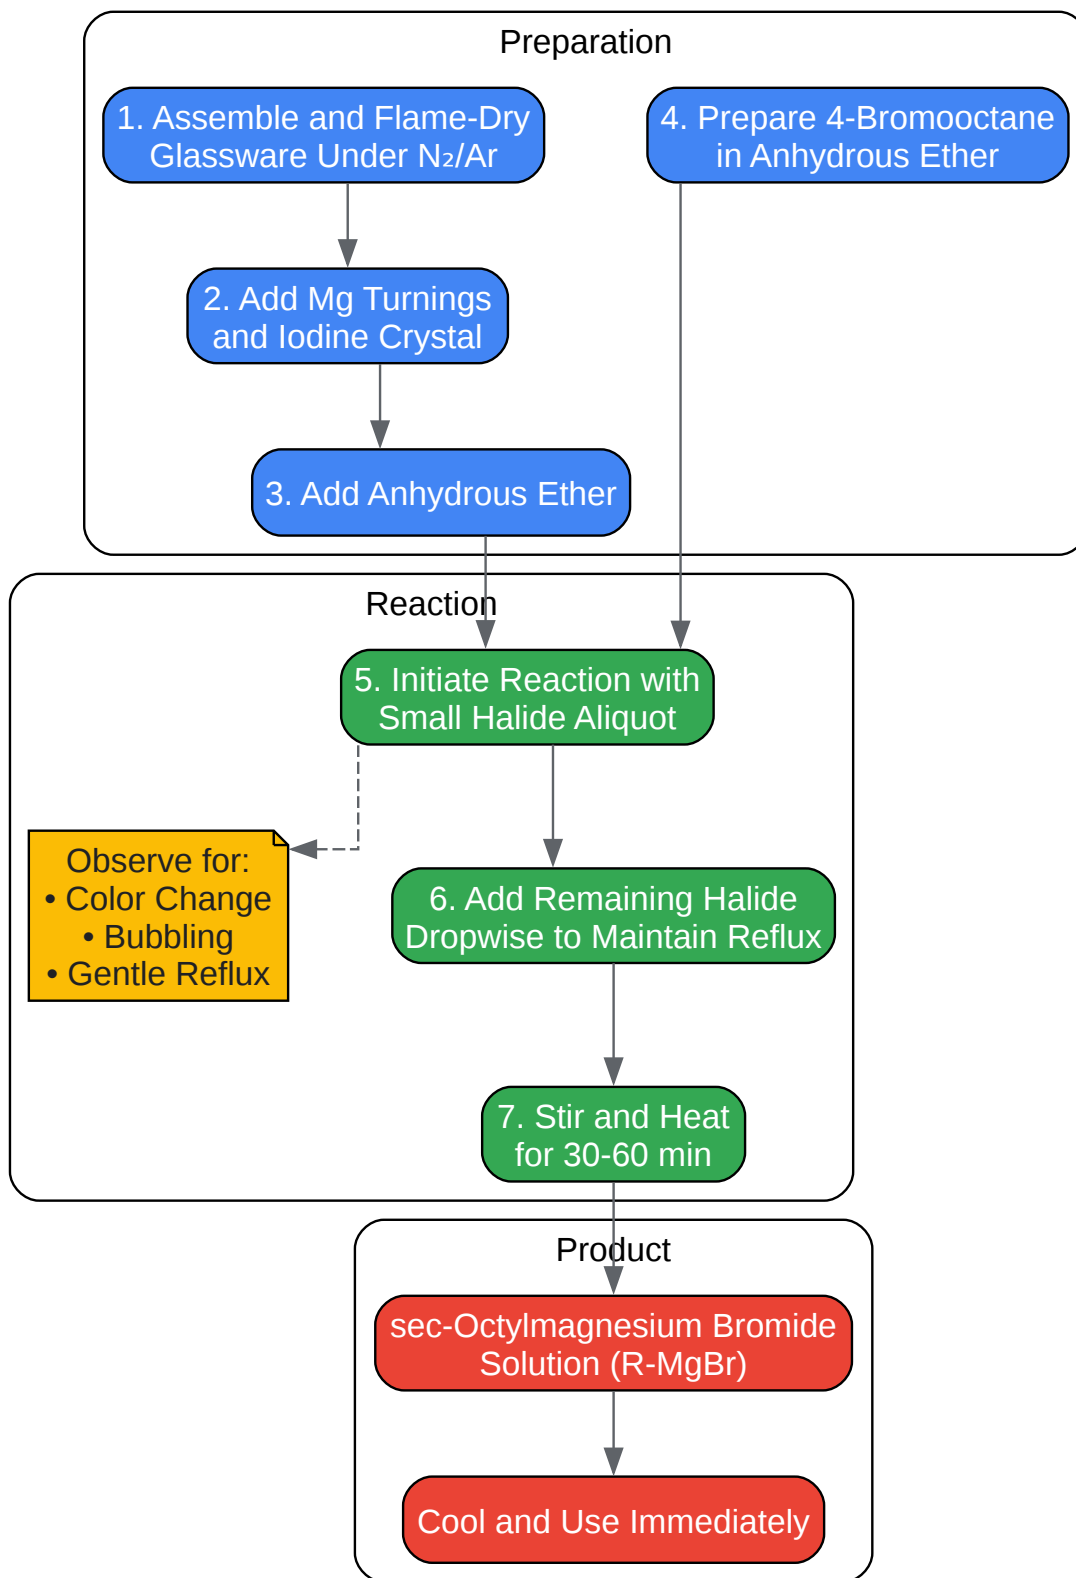 Preparation
1. Assemble and Flame-Dry
Glassware Under N₂/Ar
4. Prepare 4-Bromooctane
in Anhydrous Ether
2. Add Mg Turnings
and Iodine Crystal
3. Add Anhydrous Ether
Reaction
5. Initiate Reaction with
Small Halide Aliquot
Observe for:
• Color Change
• Bubbling
• Gentle Reflux
6. Add Remaining Halide
Dropwise to Maintain Reflux
7. Stir and Heat
for 30-60 min
Product
sec-Octylmagnesium Bromide
Solution (R-MgBr)
Cool and Use Immediately